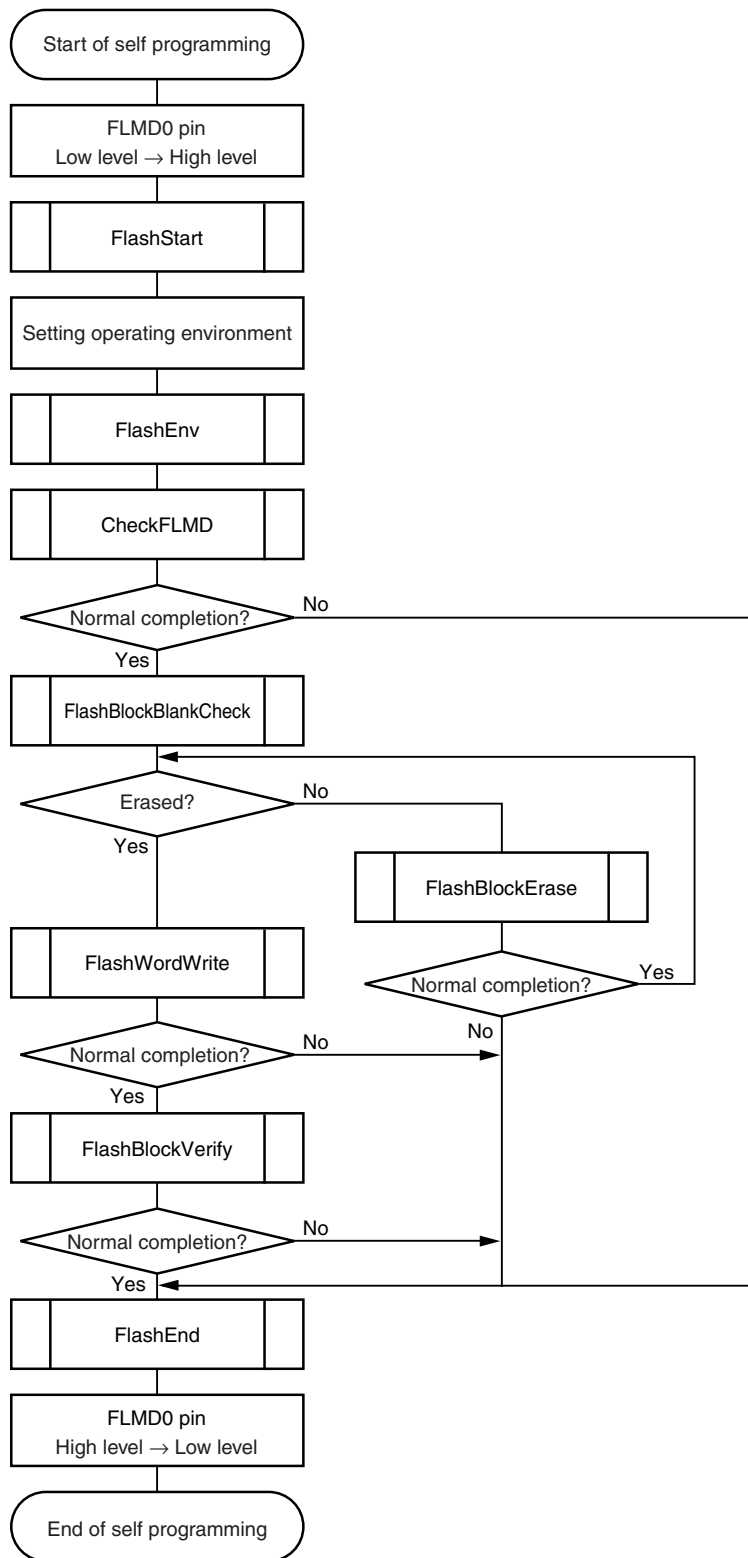 Start of self programming
FLMD0 pin
Low level → High level
FlashStart
Setting operating environment
FlashEnv
CheckFLMD
Normal completion?
No
Yes
FlashBlockBlankCheck
Erased?
No
Yes
FlashBlockErase
Normal completion?
Yes
No
FlashWordWrite
Normal completion?
No
Yes
FlashBlockVerify
Normal completion?
No
Yes
FlashEnd
FLMD0 pin
High level → Low level
End of self programming